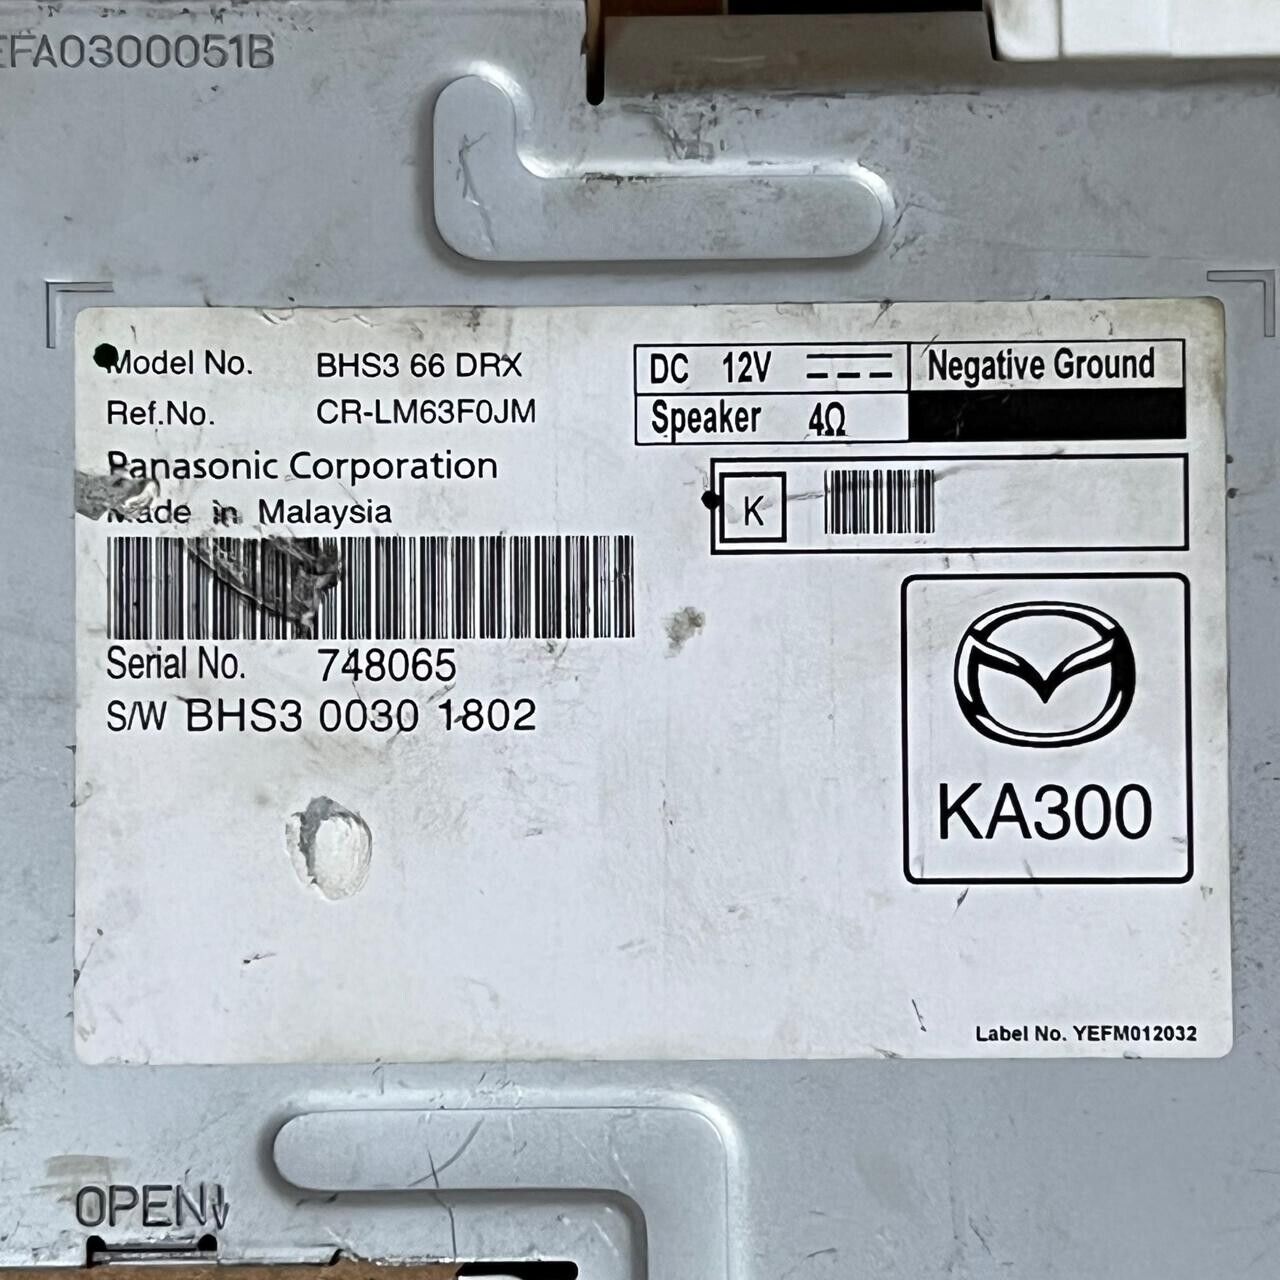 EFA0300051B
Model No. BHS3 66 DRX
Ref.No. CR-LM63F0JM
Panasonic Corporation
Made in Malaysia
Serial No. 748065
S/W BHS3 0030 1802
DC 12V Negative Ground
Speaker 4Ω
K
KA300
Label No. YEFM012032
OPEN